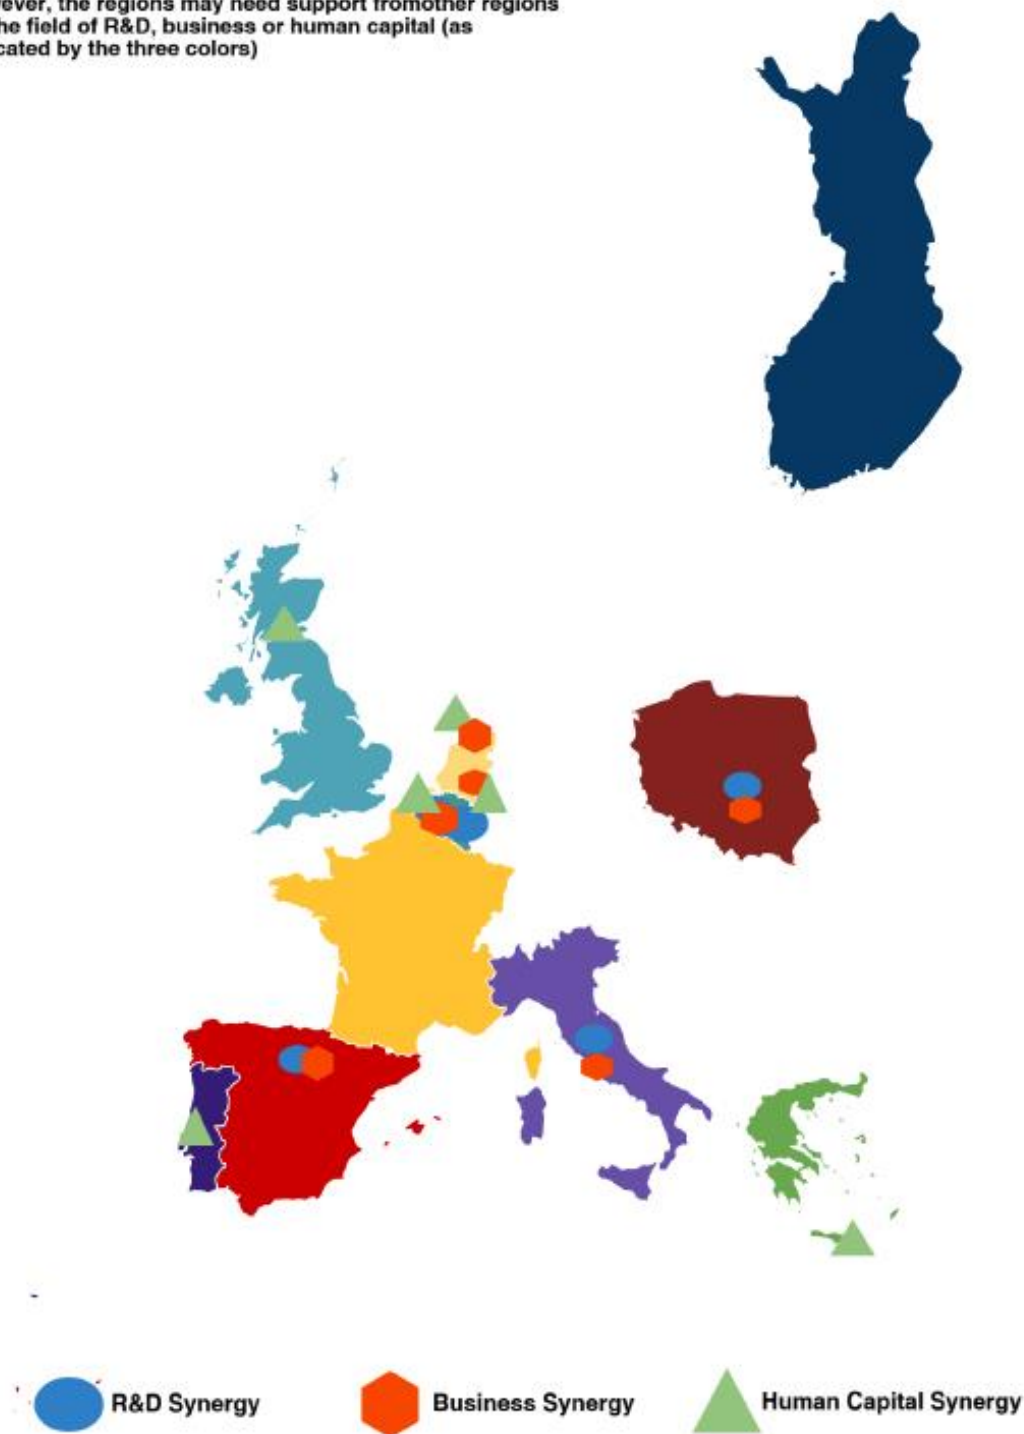 ever, the regions may need support fromother regions
he field of R&D, business or human capital (as
cated by the three colors)
R&D Synergy
Business Synergy
Human Capital Synergy